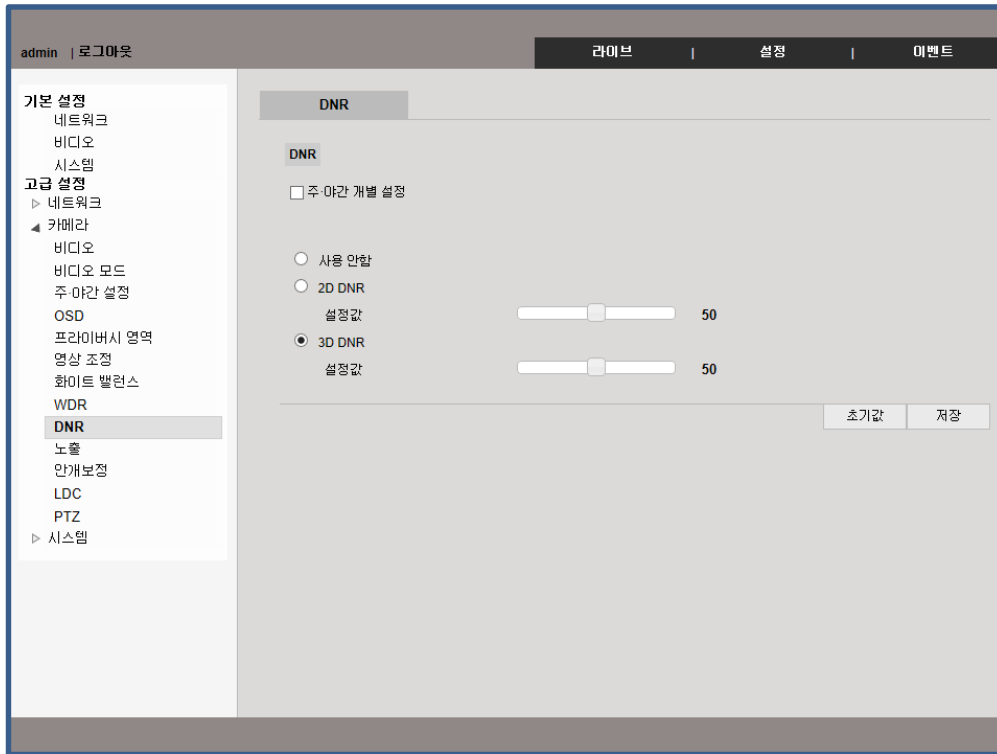 admin | 로그아웃
라이브 | 설정 | 이벤트
기본 설정
네트워크
비디오
시스템
고급 설정
네트워크
카메라
비디오
비디오 모드
주·야간 설정
OSD
프라이버시 영역
영상 조정
화이트 밸런스
WDR
DNR
노출
안개보정
LDC
PTZ
시스템
DNR
DNR
주·야간 개별 설정
사용 안함
2D DNR
설정값 50
3D DNR
설정값 50
초기값 저장